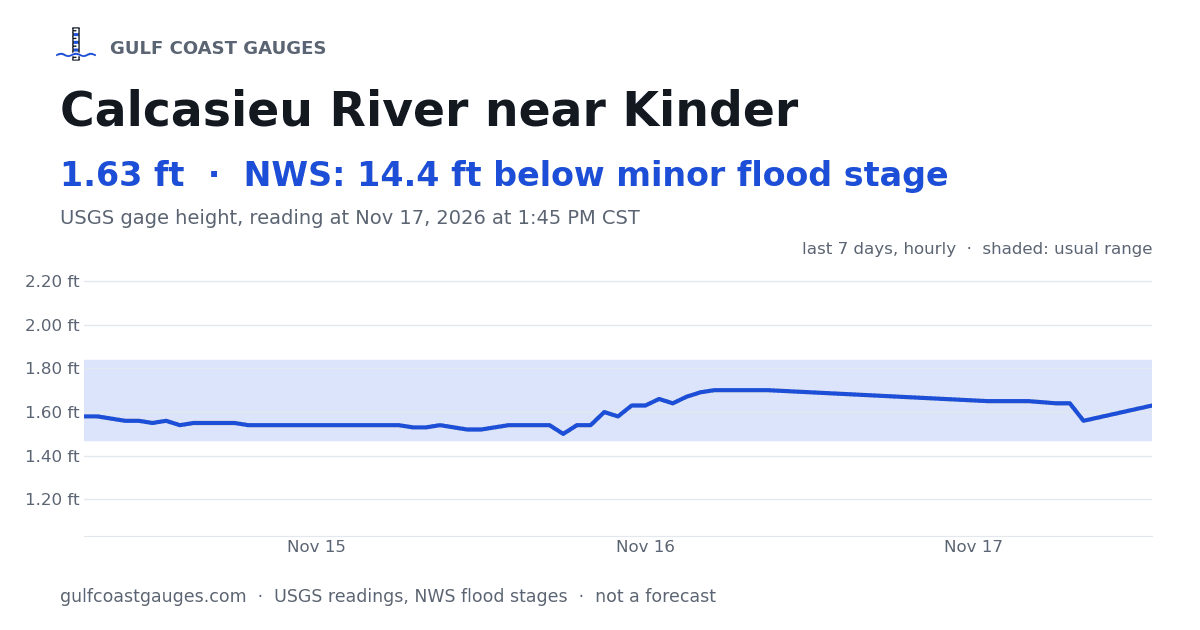 GULF COAST GAUGES
Calcasieu River near Kinder
1.63 ft · NWS: 14.4 ft below minor flood stage
USGS gage height, reading at Nov 17, 2026 at 1:45 PM CST
last 7 days, hourly · shaded: usual range
2.20 ft
2.00 ft
1.80 ft
1.60 ft
1.40 ft
1.20 ft
Nov 15 Nov 16 Nov 17
gulfcoastgauges.com · USGS readings, NWS flood stages · not a forecast